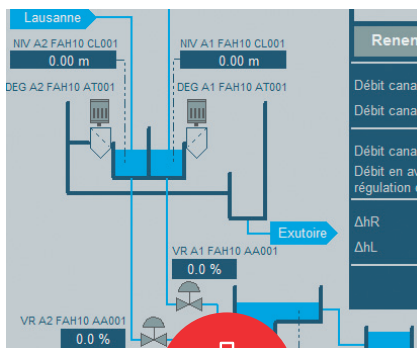 Lausanne
NIV A2 FAH10 CL001
NIV A1 FAH10 CL001
0.00 m
0.00 m
DEG A2 FAH10 AT001
DEG A1 FAH10 AT001
Exutoire
VR A1 FAH10 AA001
0.0 %
VR A2 FAH10 AA001
0.0 %
Débit cana
Débit cana
Débit cana
Débit en
régulation
ΔhR
ΔhL